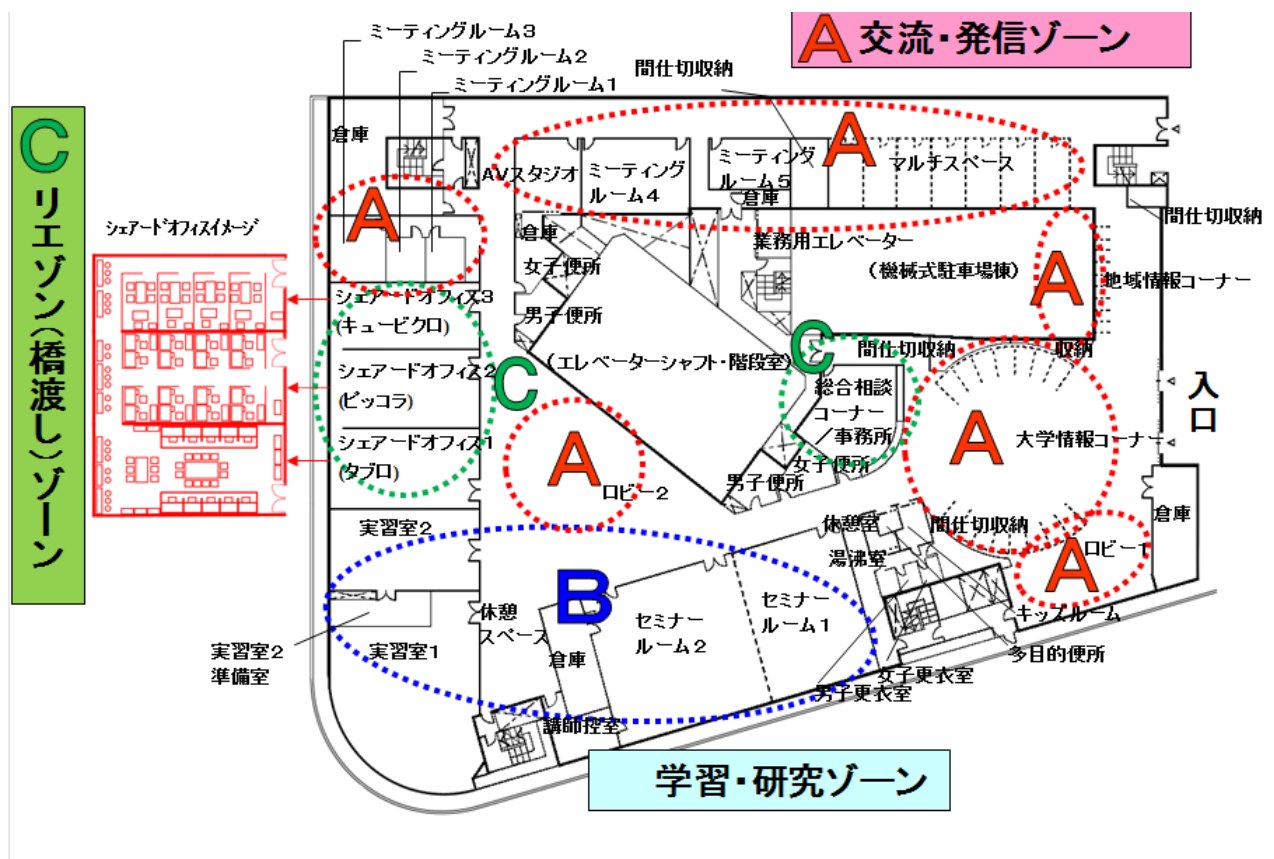 A 交流・発信ゾーン
ミーティングルーム3
ミーティングルーム2
ミーティングルーム1
間仕切収納
C リエゾン(橋渡し)ゾーン
倉庫
A
AVスタジオ
ミーティング
ルーム4
ミーティング
ルーム5
マルチスペース
倉庫
間仕切収納
A
シェアードオフィスイメージ
倉庫
女子便所
男子便所
業務用エレベーター
(機械式駐車場棟)
A
地域情報コーナー
シェアードオフィス3
(キュービクロ)
シェアードオフィス2
(ピッコラ)
シェアードオフィス1
(タブロ)
C
(エレベーターシャフト・階段室)
C
間仕切収納
収納
総合相談
コーナー
/事務所
入口
A
大学情報コーナー
A
ロビー2
女子便所
男子便所
倉庫
実習室2
休憩室
間仕切収納
湯沸室
A
ロビー1
B
休憩
スペース
倉庫
セミナー
ルーム2
セミナー
ルーム1
キッズルーム
多目的便所
女子更衣室
男子更衣室
実習室2
準備室
実習室1
講師控室
学習・研究ゾーン